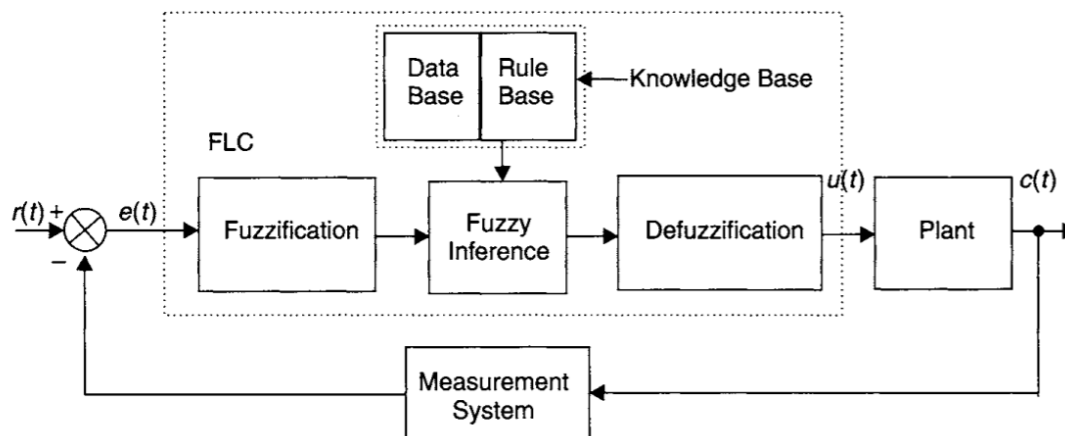 Data
Base
Rule
Base
Knowledge Base
FLC
r(t)
+
e(t)
−
Fuzzification
Fuzzy
Inference
Defuzzification
u(t)
Plant
c(t)
Measurement
System